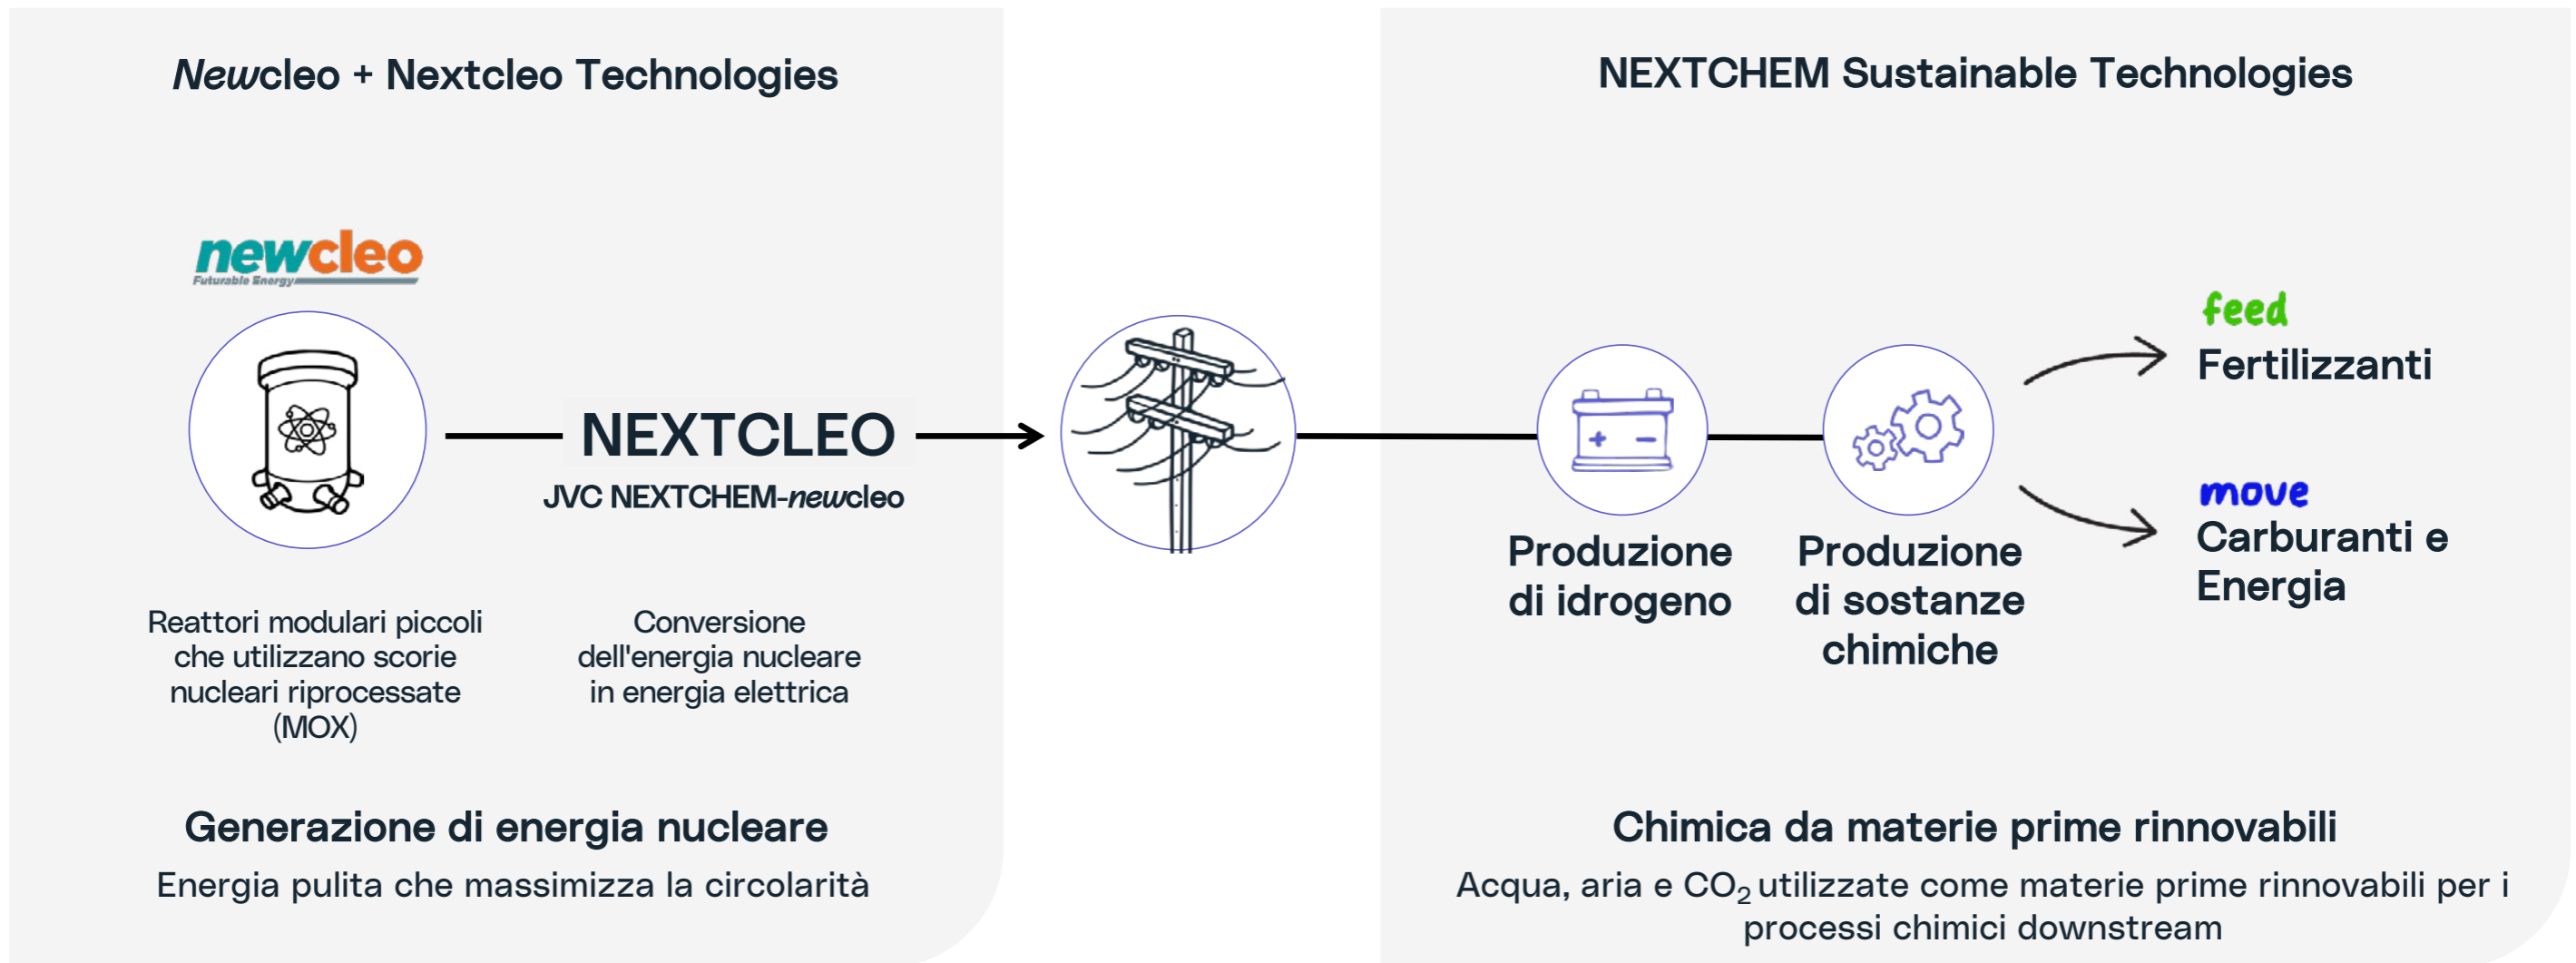 Newcleo + Nextcleo Technologies
newcleo
Futurable Energy
NEXTCLEO
JVC NEXTCHEM-newcleo
Reattori modulari piccoli
che utilizzano scorie
nucleari riprocessate
(MOX)
Conversione
dell'energia nucleare
in energia elettrica
Generazione di energia nucleare
Energia pulita che massimizza la circolarità
NEXTCHEM Sustainable Technologies
+ −
Produzione
di idrogeno
Produzione
di sostanze
chimiche
feed
Fertilizzanti
move
Carburanti e
Energia
Chimica da materie prime rinnovabili
Acqua, aria e CO₂ utilizzate come materie prime rinnovabili per i
processi chimici downstream